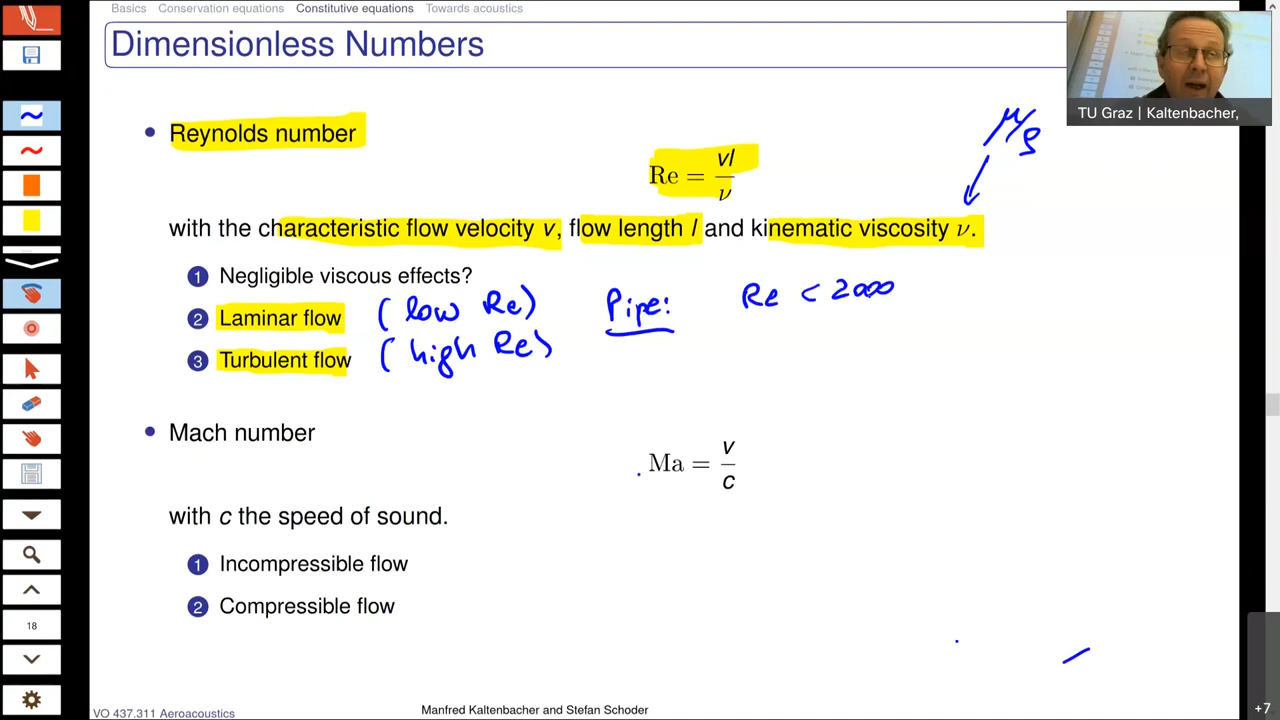 Basics Conservation equations Constitutive equations Towards acoustics
Dimensionless Numbers
TU Graz | Kaltenbacher,
• Reynolds number
μ/ρ
Re = vl/ν
with the characteristic flow velocity v, flow length l and kinematic viscosity ν.
1 Negligible viscous effects?
2 Laminar flow (low Re) Pipe: Re < 2000
3 Turbulent flow (high Re)
• Mach number
Ma = v/c
with c the speed of sound.
1 Incompressible flow
2 Compressible flow
18
VO 437.311 Aeroacoustics Manfred Kaltenbacher and Stefan Schoder
+7